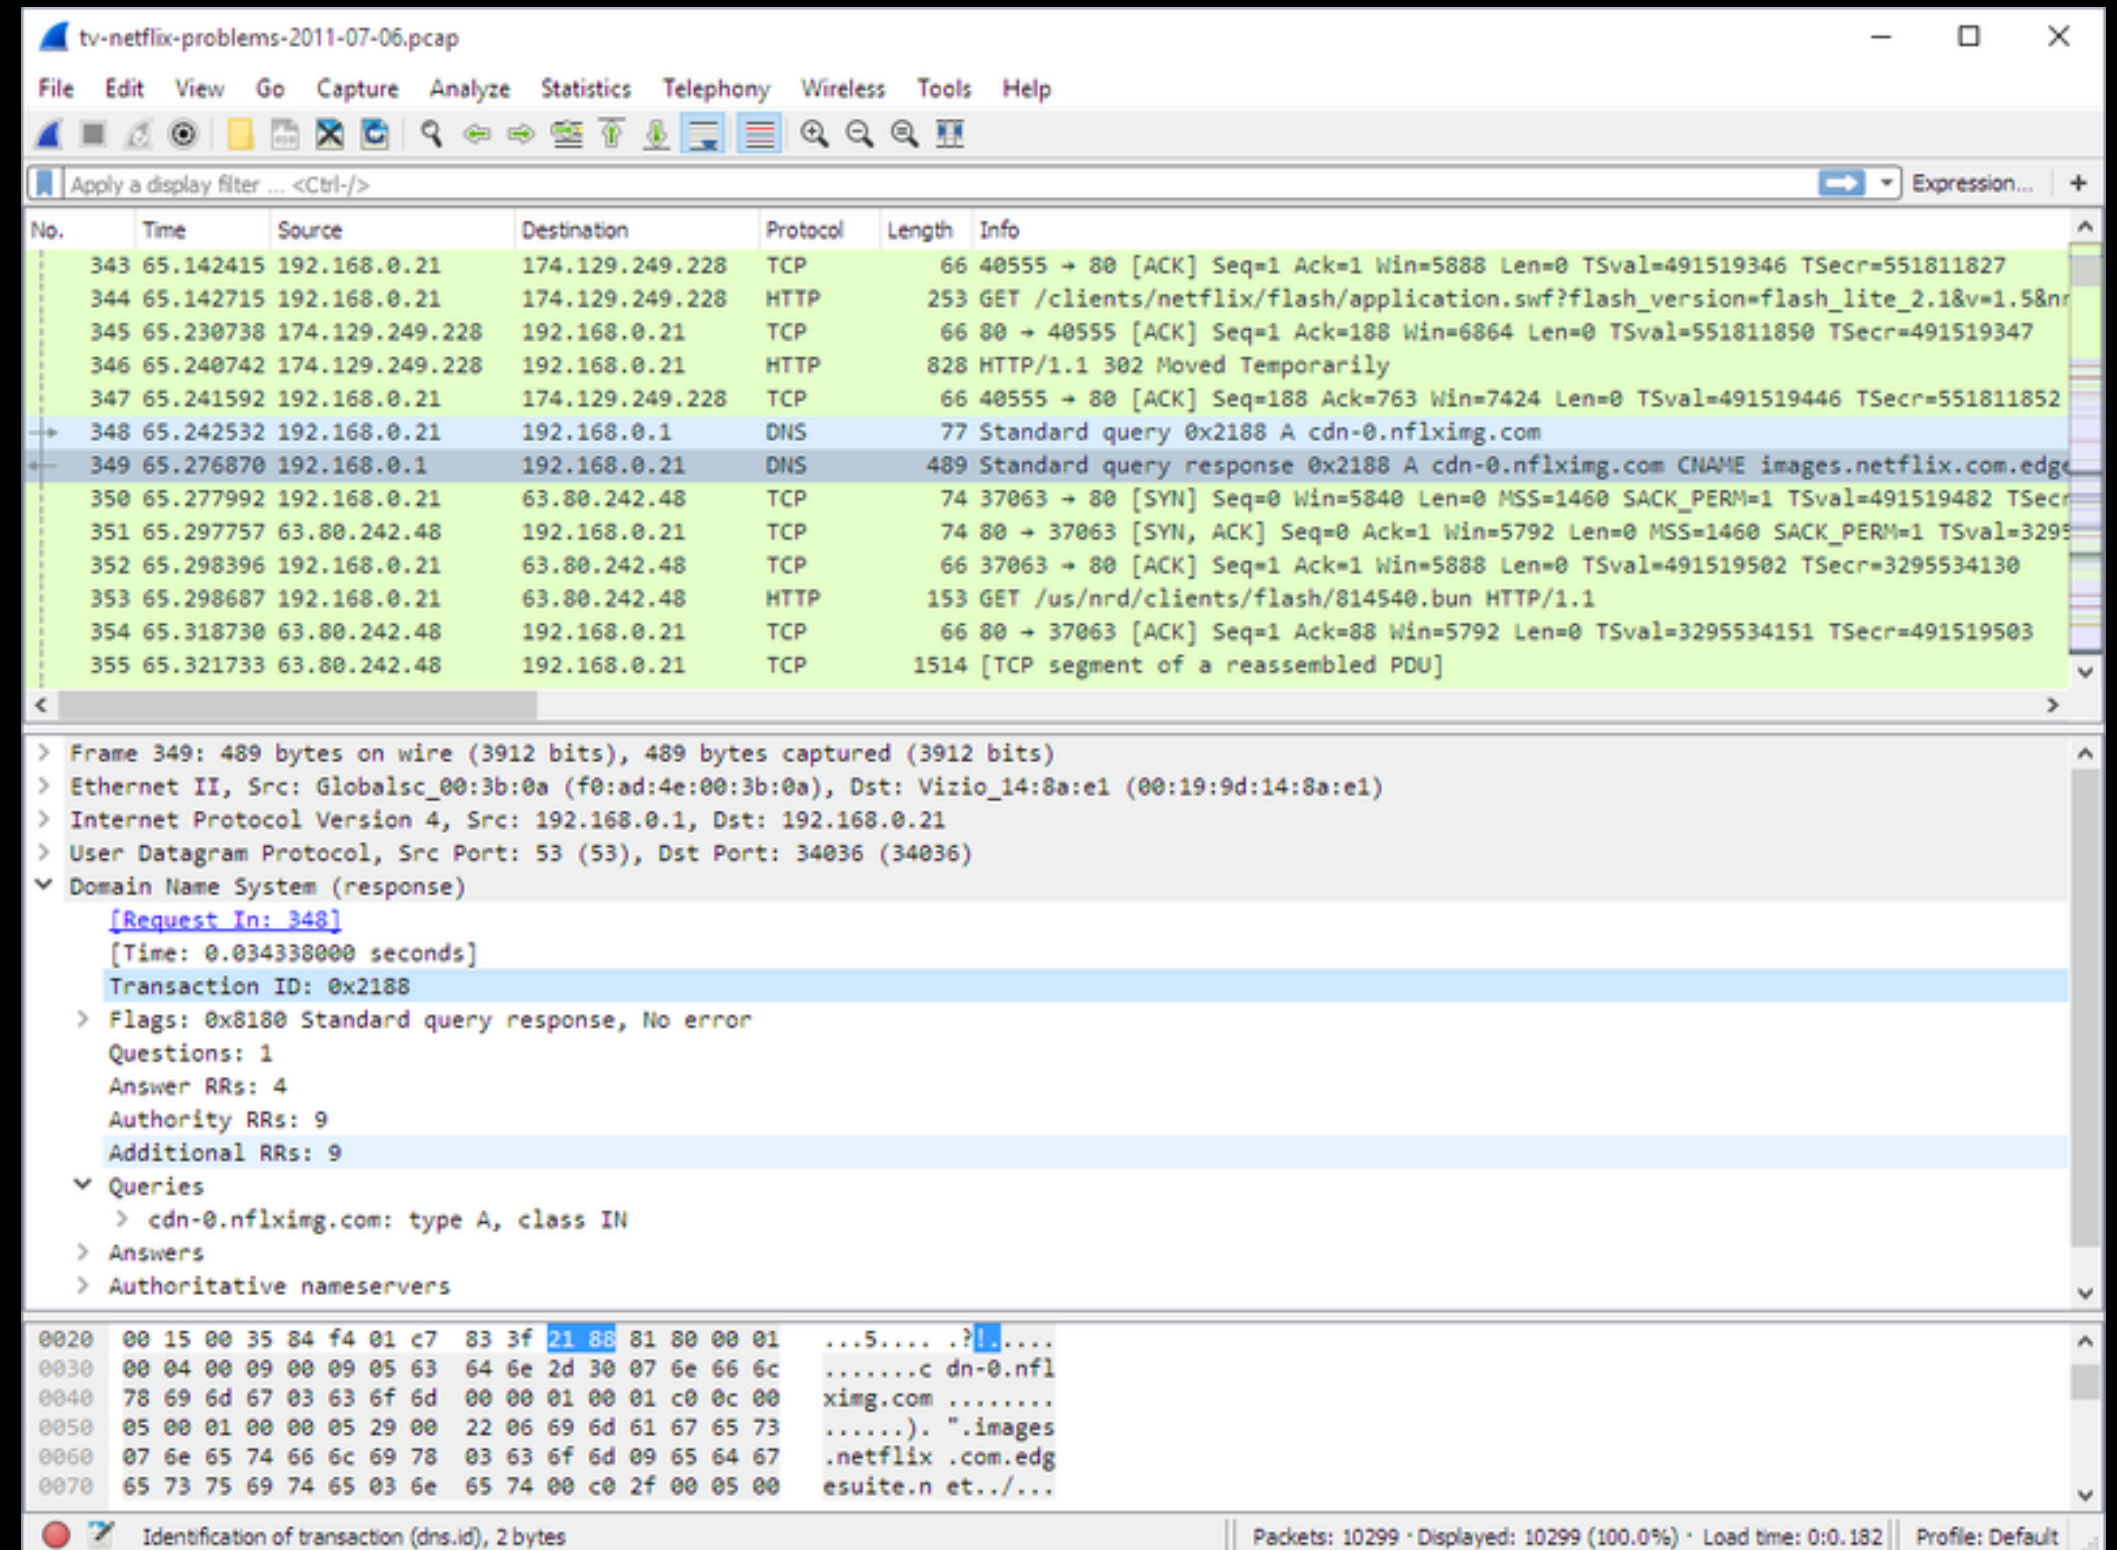 tv-netflix-problems-2011-07-06.pcap
File Edit View Go Capture Analyze Statistics Telephony Wireless Tools Help
Apply a display filter ... <Ctrl-/> Expression... +
No. Time Source Destination Protocol Length Info
343 65.142415 192.168.0.21 174.129.249.228 TCP 66 40555 → 80 [ACK] Seq=1 Ack=1 Win=5888 Len=0 TSval=491519346 TSecr=551811827
344 65.142715 192.168.0.21 174.129.249.228 HTTP 253 GET /clients/netflix/flash/application.swf?flash_version=flash_lite_2.1&v=1.5&nr
345 65.230738 174.129.249.228 192.168.0.21 TCP 66 80 → 40555 [ACK] Seq=1 Ack=188 Win=6864 Len=0 TSval=551811850 TSecr=491519347
346 65.240742 174.129.249.228 192.168.0.21 HTTP 828 HTTP/1.1 302 Moved Temporarily
347 65.241592 192.168.0.21 174.129.249.228 TCP 66 40555 → 80 [ACK] Seq=188 Ack=763 Win=7424 Len=0 TSval=491519446 TSecr=551811852
348 65.242532 192.168.0.21 192.168.0.1 DNS 77 Standard query 0x2188 A cdn-0.nflximg.com
349 65.276870 192.168.0.1 192.168.0.21 DNS 489 Standard query response 0x2188 A cdn-0.nflximg.com CNAME images.netflix.com.edge
350 65.277992 192.168.0.21 63.80.242.48 TCP 74 37063 → 80 [SYN] Seq=0 Win=5840 Len=0 MSS=1460 SACK_PERM=1 TSval=491519482 TSecr
351 65.297757 63.80.242.48 192.168.0.21 TCP 74 80 → 37063 [SYN, ACK] Seq=0 Ack=1 Win=5792 Len=0 MSS=1460 SACK_PERM=1 TSval=3295
352 65.298396 192.168.0.21 63.80.242.48 TCP 66 37063 → 80 [ACK] Seq=1 Ack=1 Win=5888 Len=0 TSval=491519502 TSecr=3295534130
353 65.298687 192.168.0.21 63.80.242.48 HTTP 153 GET /us/nrd/clients/flash/814540.bun HTTP/1.1
354 65.318730 63.80.242.48 192.168.0.21 TCP 66 80 → 37063 [ACK] Seq=1 Ack=88 Win=5792 Len=0 TSval=3295534151 TSecr=491519503
355 65.321733 63.80.242.48 192.168.0.21 TCP 1514 [TCP segment of a reassembled PDU]
Frame 349: 489 bytes on wire (3912 bits), 489 bytes captured (3912 bits)
Ethernet II, Src: Globalsc_00:3b:0a (f0:ad:4e:00:3b:0a), Dst: Vizio_14:8a:e1 (00:19:9d:14:8a:e1)
Internet Protocol Version 4, Src: 192.168.0.1, Dst: 192.168.0.21
User Datagram Protocol, Src Port: 53 (53), Dst Port: 34036 (34036)
Domain Name System (response)
[Request In: 348]
[Time: 0.034338000 seconds]
Transaction ID: 0x2188
Flags: 0x8180 Standard query response, No error
Questions: 1
Answer RRs: 4
Authority RRs: 9
Additional RRs: 9
Queries
cdn-0.nflximg.com: type A, class IN
Answers
Authoritative nameservers
0020 00 15 00 35 84 f4 01 c7 83 3f 21 88 81 80 00 01 ...5.... .?!.....
0030 00 04 00 09 00 09 05 63 64 6e 2d 30 07 6e 66 6c .......c dn-0.nfl
0040 78 69 6d 67 03 63 6f 6d 00 00 01 00 01 c0 0c 00 ximg.com ........
0050 05 00 01 00 00 05 29 00 22 06 69 6d 61 67 65 73 ......). ".images
0060 07 6e 65 74 66 6c 69 78 03 63 6f 6d 09 65 64 67 .netflix .com.edg
0070 65 73 75 69 74 65 03 6e 65 74 00 c0 2f 00 05 00 esuite.n et../...
Identification of transaction (dns.id), 2 bytes Packets: 10299 · Displayed: 10299 (100.0%) · Load time: 0:0.182 Profile: Default